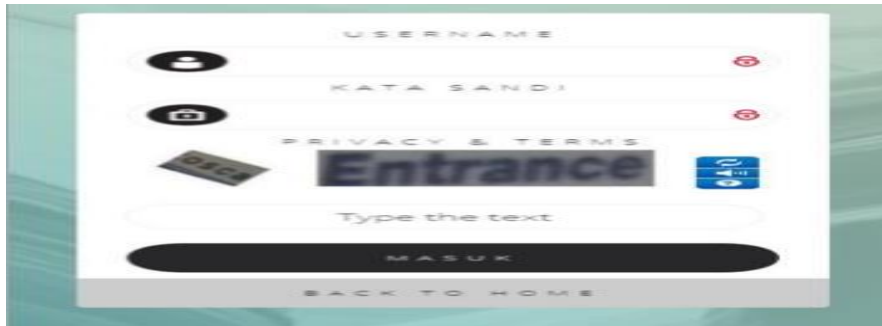 USERNAME
KATA SANDI
PRIVACY & TERMS
Entrance
Type the text
MASUK
BACK TO HOME